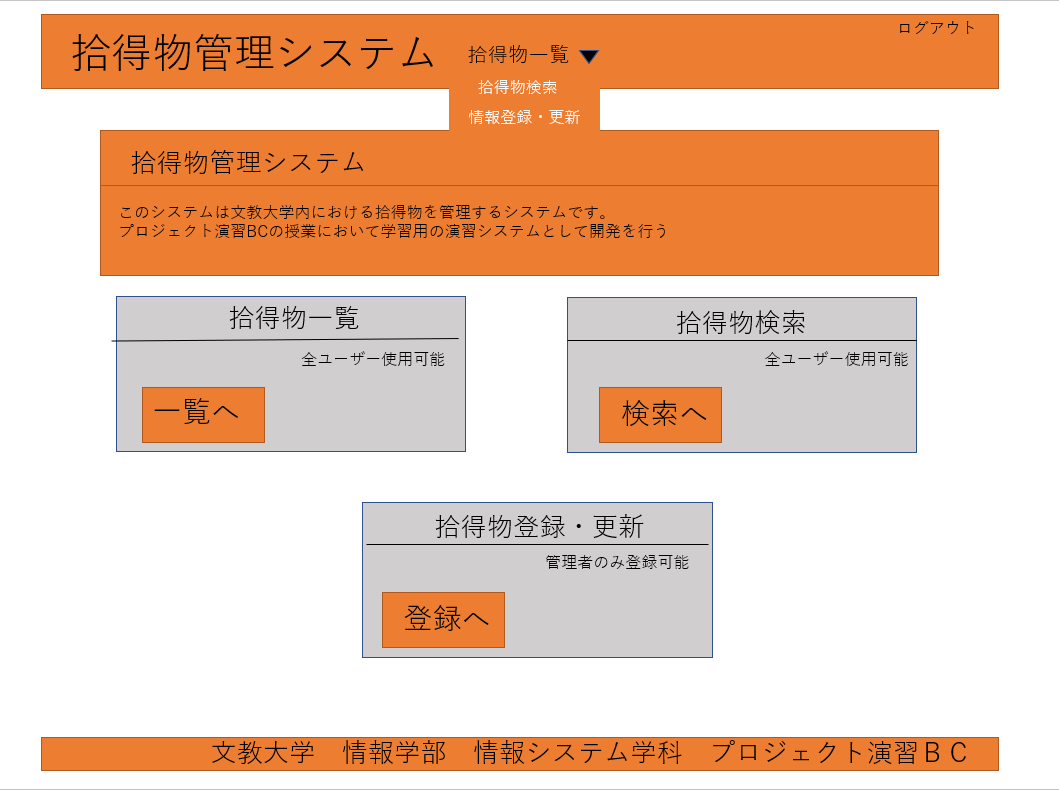 ログアウト
拾得物管理システム
拾得物一覧
拾得物検索
情報登録・更新
拾得物管理システム
このシステムは文教大学内における拾得物を管理するシステムです。
プロジェクト演習BCの授業において学習用の演習システムとして開発を行う
拾得物一覧
全ユーザー使用可能
一覧へ
拾得物検索
全ユーザー使用可能
検索へ
拾得物登録・更新
管理者のみ登録可能
登録へ
文教大学　情報学部　情報システム学科　プロジェクト演習ＢＣ